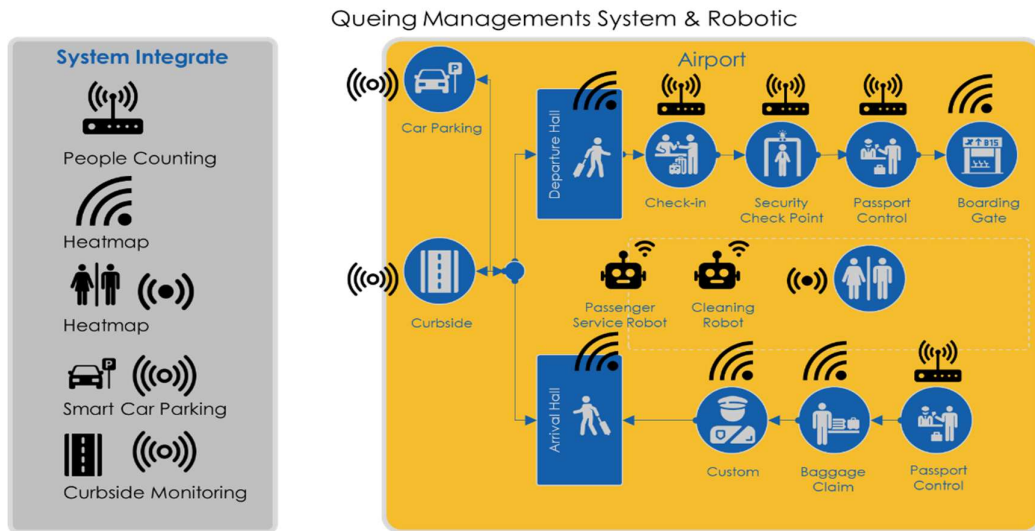 Queing Managements System & Robotic
System Integrate
People Counting
Heatmap
Heatmap
P
Smart Car Parking
Curbside Monitoring
Airport
P
Car Parking
Departure Hall
Check-in
Security
Check Point
Passport
Control
B15
Boarding
Gate
Curbside
Passenger
Service Robot
Cleaning
Robot
Arrival Hall
Custom
Baggage
Claim
Passport
Control